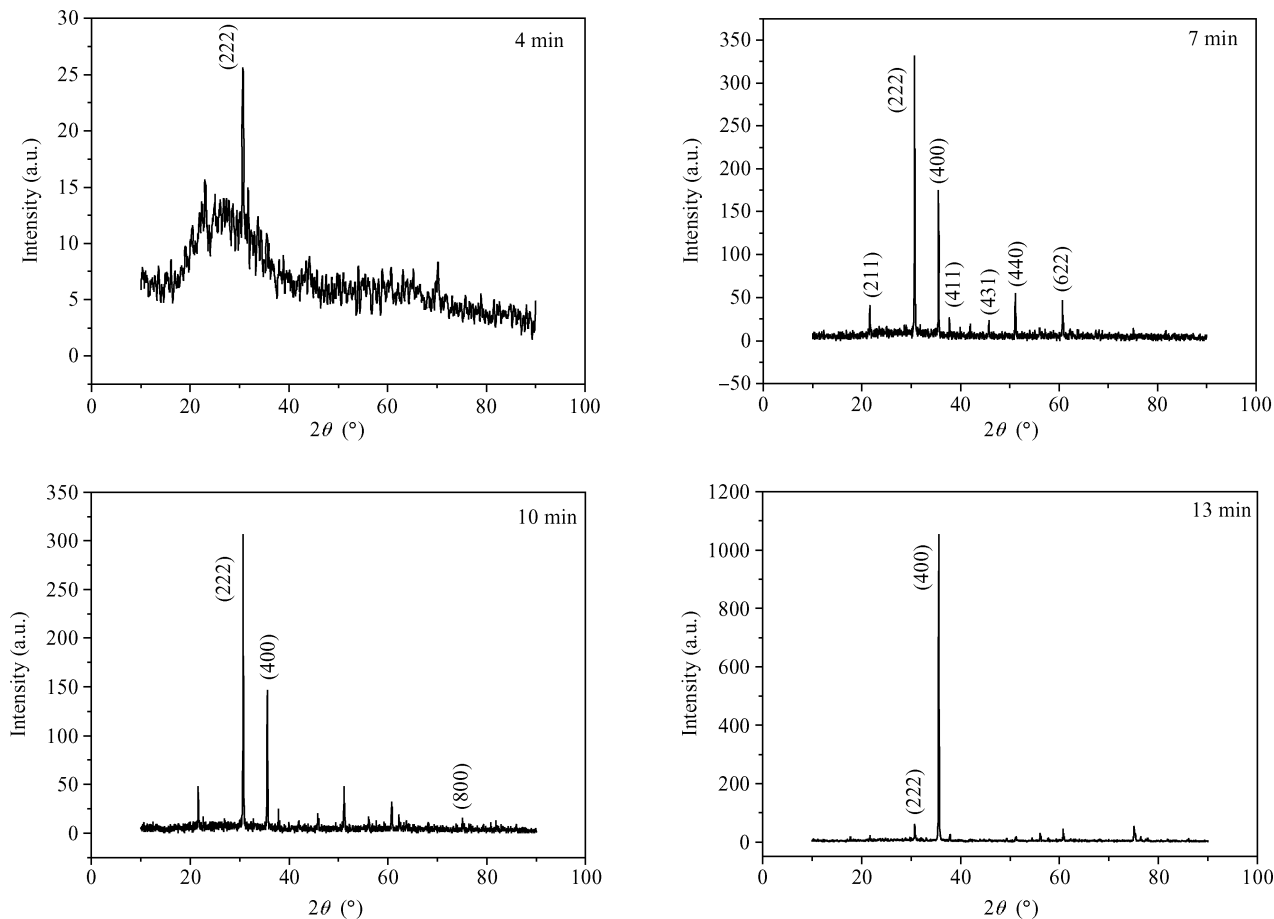 30
25
20
15
10
5
0
Intensity (a.u.)
(222)
4 min
0 20 40 60 80 100
2θ (°)
350
300
250
200
150
100
50
0
–50
Intensity (a.u.)
(211)
(222)
(400)
(411)
(431)
(440)
(622)
7 min
0 20 40 60 80 100
2θ (°)
350
300
250
200
150
100
50
0
Intensity (a.u.)
(222)
(400)
(800)
10 min
0 20 40 60 80 100
2θ (°)
1200
1000
800
600
400
200
0
Intensity (a.u.)
(222)
(400)
13 min
0 20 40 60 80 100
2θ (°)